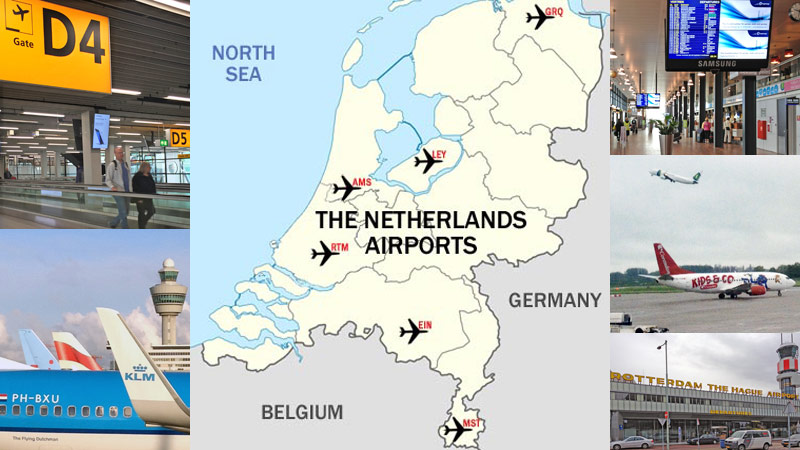 Gate
D4
D5
PH-BXU
The Flying Dutchman
KLM
NORTH
SEA
GRQ
LEY
AMS
THE NETHERLANDS
AIRPORTS
RTM
GERMANY
EIN
BELGIUM
MST
SAMSUNG
KIDS & CO
ROTTERDAM THE HAGUE AIRPORT